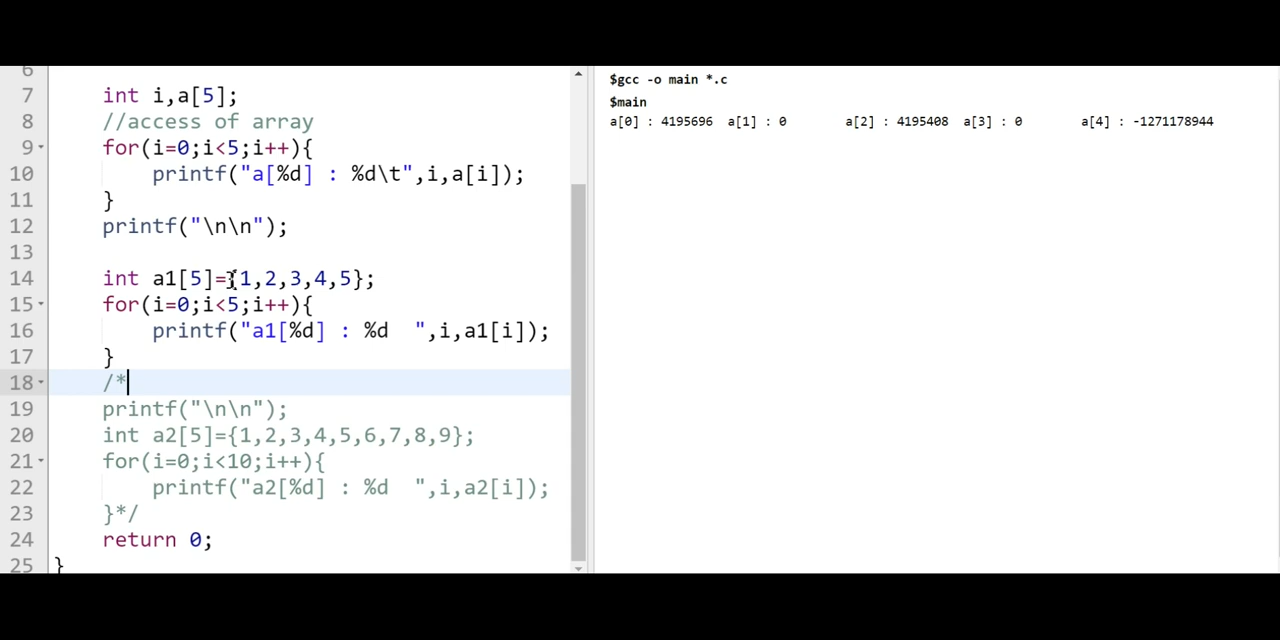 6
7 int i,a[5];
8 //access of array
9 for(i=0;i<5;i++){
10 printf("a[%d] : %d\t",i,a[i]);
11 }
12 printf("\n\n");
13
14 int a1[5]={1,2,3,4,5};
15 for(i=0;i<5;i++){
16 printf("a1[%d] : %d  ",i,a1[i]);
17 }
18 /*
19 printf("\n\n");
20 int a2[5]={1,2,3,4,5,6,7,8,9};
21 for(i=0;i<10;i++){
22 printf("a2[%d] : %d  ",i,a2[i]);
23 }*/
24 return 0;
25 }
$gcc -o main *.c
$main
a[0] : 4195696 a[1] : 0 a[2] : 4195408 a[3] : 0 a[4] : -1271178944